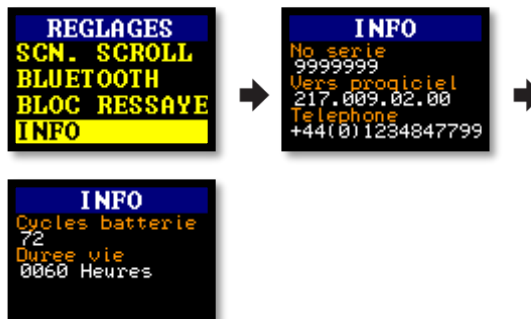 REGLAGES
SCN. SCROLL
BLUETOOTH
BLOC RESSAYE
INFO
INFO
No serie
9999999
Vers progiciel
217.009.02.00
Telephone
+44(0)1234847799
INFO
Cycles batterie
72
Duree vie
0060 Heures